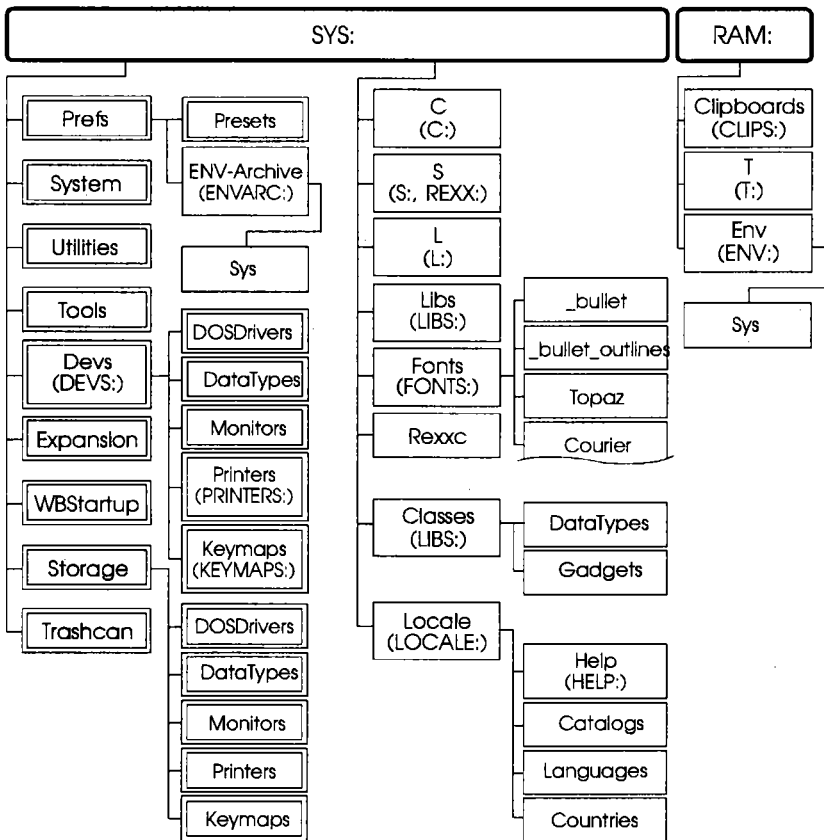 SYS:
RAM:
Prefs
Presets
ENV-Archive
(ENVARC:)
Sys
System
Utilities
Tools
Devs
(DEVS:)
DOSDrivers
DataTypes
Monitors
Printers
(PRINTERS:)
Keymaps
(KEYMAPS:)
Expansion
WBStartup
Storage
DOSDrivers
DataTypes
Monitors
Printers
Keymaps
Trashcan
C
(C:)
S
(S:, REXX:)
L
(L:)
Libs
(LIBS:)
Fonts
(FONTS:)
_bullet
_bullet_outlines
Topaz
Courier
Rexxc
Classes
(LIBS:)
DataTypes
Gadgets
Locale
(LOCALE:)
Help
(HELP:)
Catalogs
Languages
Countries
Clipboards
(CLIPS:)
T
(T:)
Env
(ENV:)
Sys